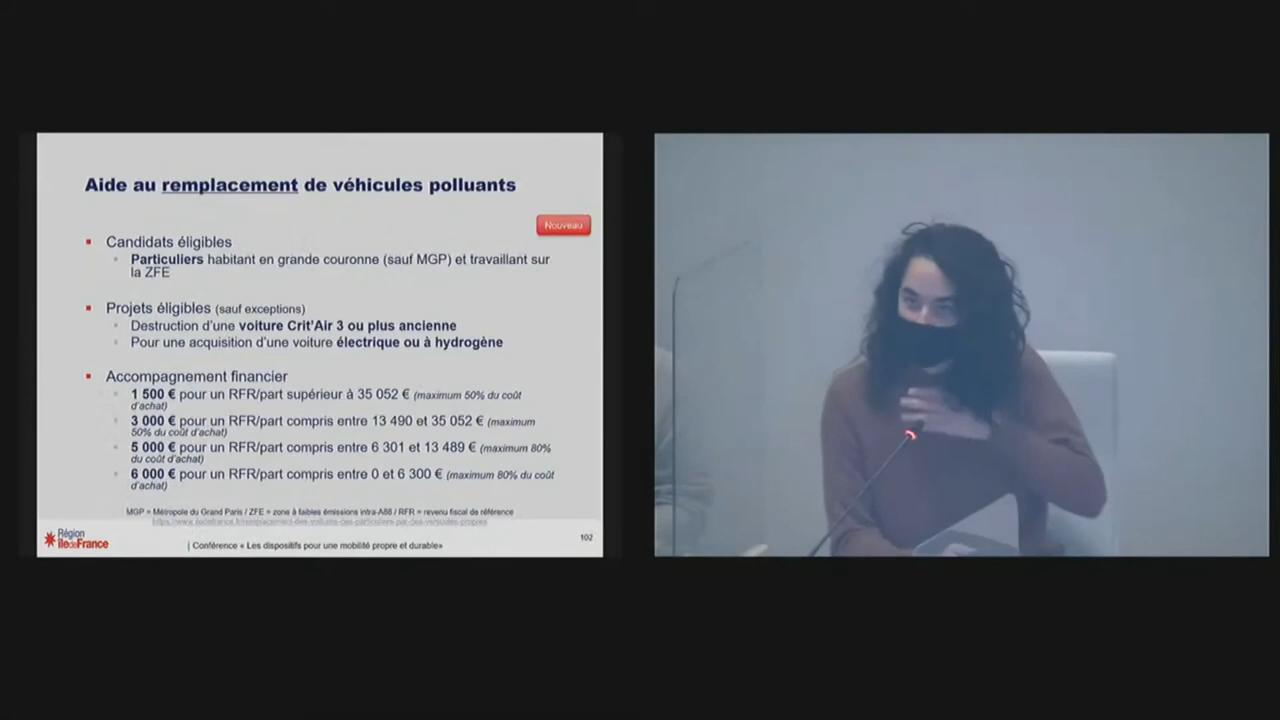 Aide au remplacement de véhicules polluants
Nouveau
Candidats éligibles
Particuliers habitant en grande couronne (sauf MGP) et travaillant sur
la ZFE
Projets éligibles (sauf exceptions)
Destruction d'une voiture Crit'Air 3 ou plus ancienne
Pour une acquisition d'une voiture électrique ou à hydrogène
Accompagnement financier
1 500 € pour un RFR/part supérieur à 35 052 € (maximum 50% du coût
d'achat)
3 000 € pour un RFR/part compris entre 13 490 et 35 052 € (maximum
50% du coût d'achat)
5 000 € pour un RFR/part compris entre 6 301 et 13 489 € (maximum 80%
du coût d'achat)
6 000 € pour un RFR/part compris entre 0 et 6 300 € (maximum 80% du coût
d'achat)
MGP = Métropole du Grand Paris / ZFE = zone à faibles émissions intra-A86 / RFR = revenu fiscal de référence
Région
île de France
| Conférence « Les dispositifs pour une mobilité propre et durable»
102